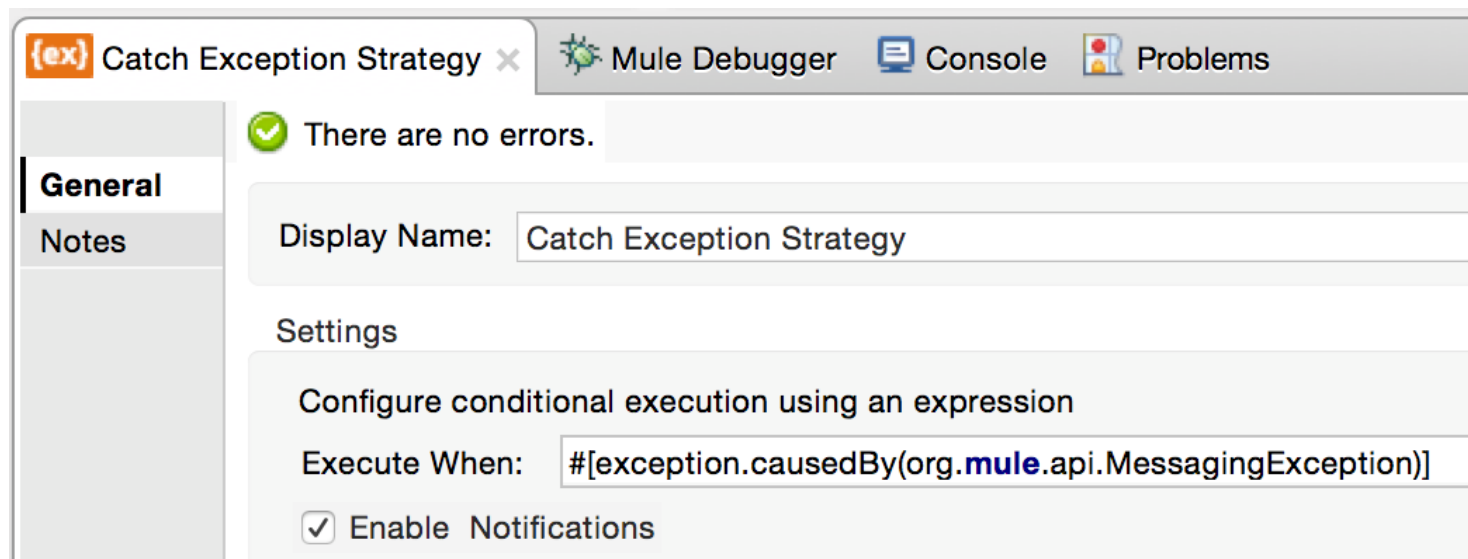 {ex} Catch Exception Strategy Mule Debugger Console Problems
There are no errors.
General
Notes
Display Name: Catch Exception Strategy
Settings
Configure conditional execution using an expression
Execute When: #[exception.causedBy(org.mule.api.MessagingException)]
Enable Notifications